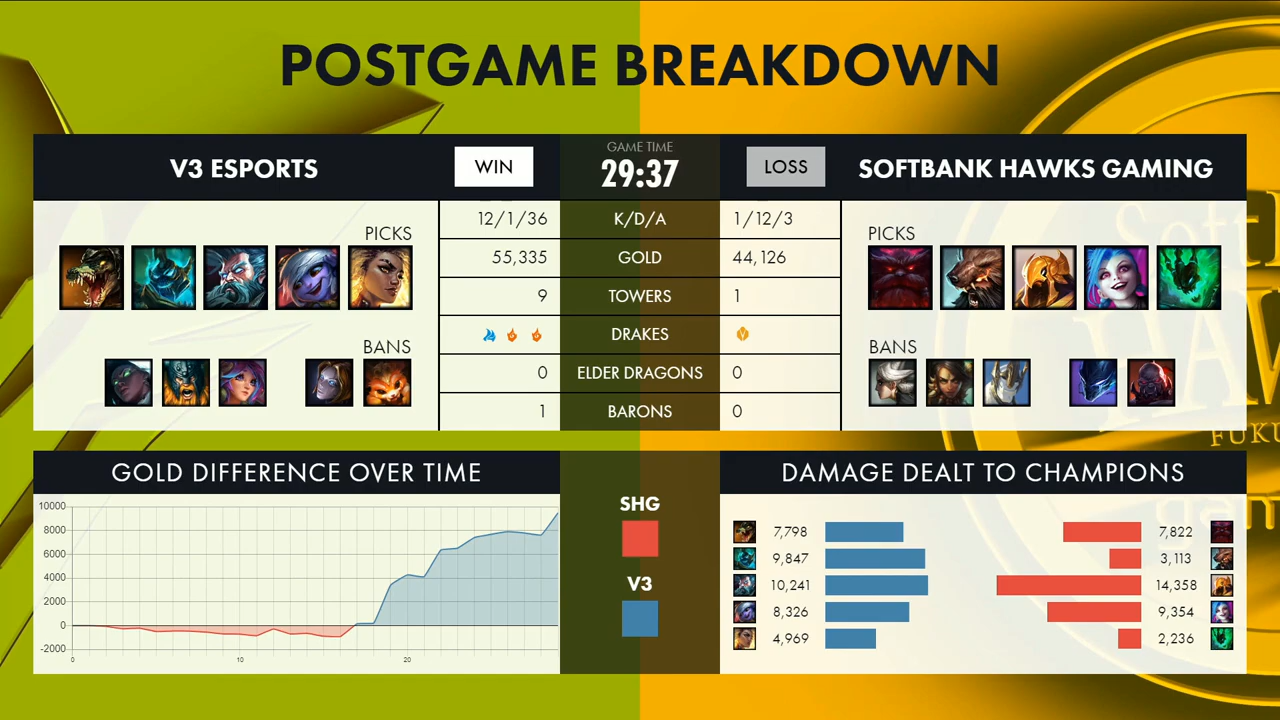 POSTGAME BREAKDOWN
V3 ESPORTS
WIN
GAME TIME
29:37
LOSS
SOFTBANK HAWKS GAMING
PICKS
12/1/36 K/D/A 1/12/3
55,335 GOLD 44,126
9 TOWERS 1
DRAKES
0 ELDER DRAGONS 0
1 BARONS 0
BANS
PICKS
BANS
FUKU
GOLD DIFFERENCE OVER TIME
10000
8000
6000
4000
2000
0
-2000
0 10 20
SHG
V3
DAMAGE DEALT TO CHAMPIONS
7,798 7,822
9,847 3,113
10,241 14,358
8,326 9,354
4,969 2,236